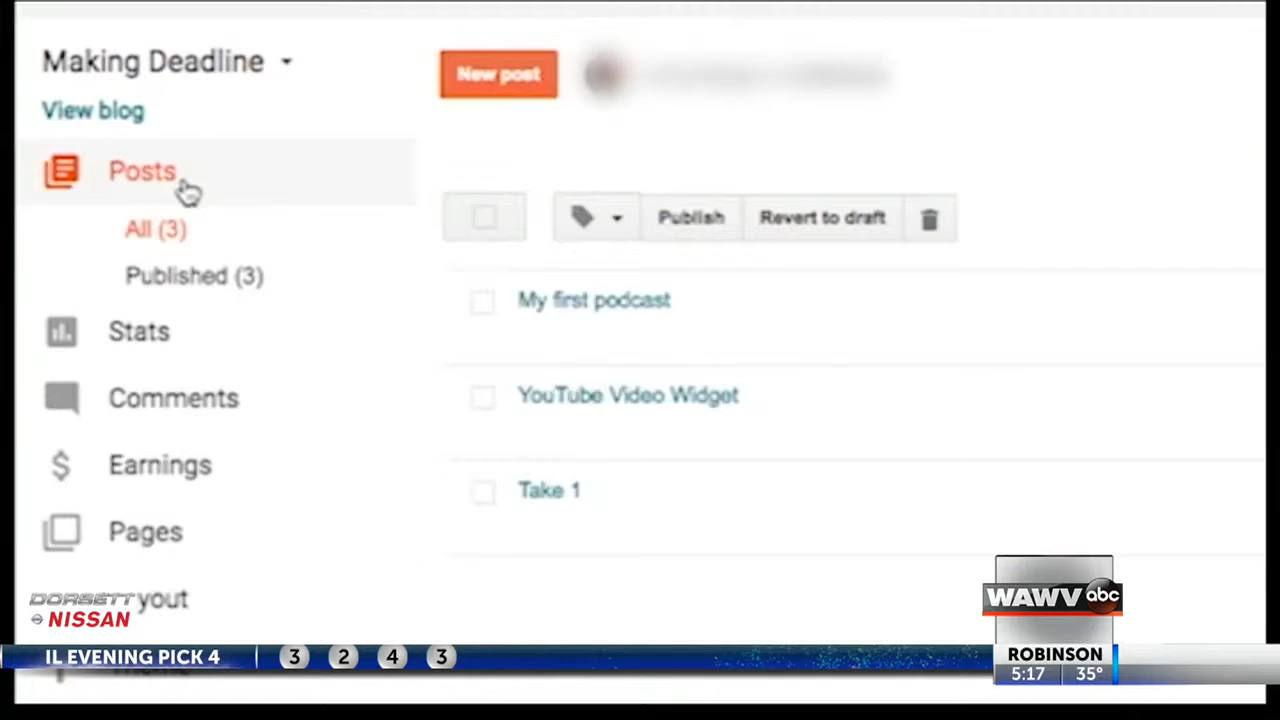 Making Deadline
View blog
New post
Posts
All (3)
Published (3)
Stats
Comments
Earnings
Pages
yout
Publish
Revert to draft
My first podcast
YouTube Video Widget
Take 1
DORSETT
NISSAN
WAWV abc
IL EVENING PICK 4 3 2 4 3
ROBINSON
5:17 35°